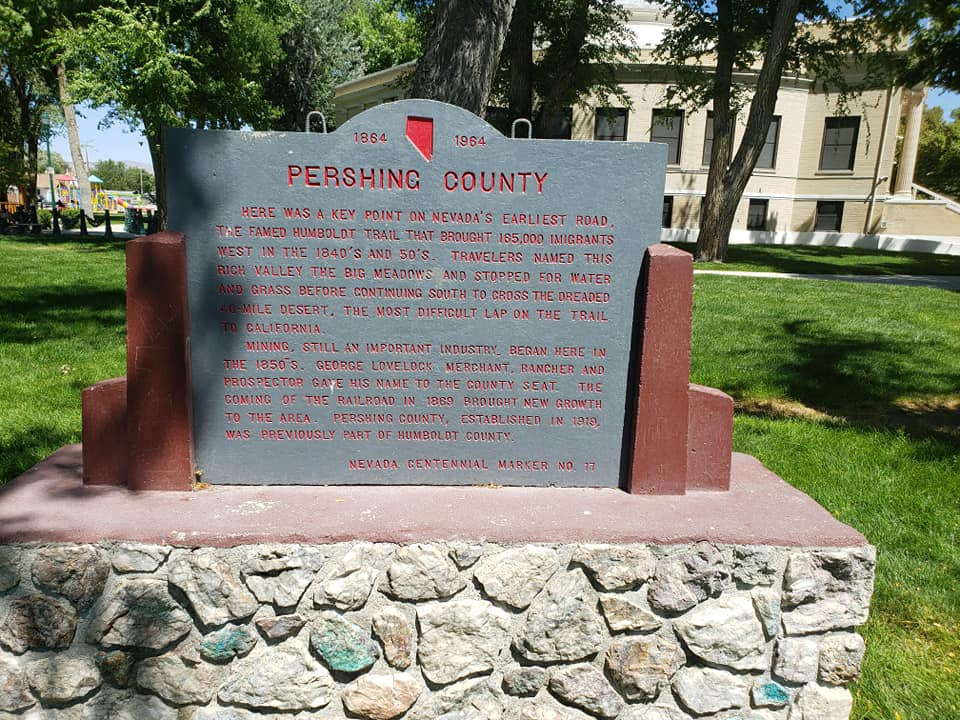 1864 1964
PERSHING COUNTY
HERE WAS A KEY POINT ON NEVADA'S EARLIEST ROAD,
THE FAMED HUMBOLDT TRAIL THAT BROUGHT 165,000 IMIGRANTS
WEST IN THE 1840'S AND 50'S. TRAVELERS NAMED THIS
RICH VALLEY THE BIG MEADOWS AND STOPPED FOR WATER
AND GRASS BEFORE CONTINUING SOUTH TO CROSS THE DREADED
40-MILE DESERT, THE MOST DIFFICULT LAP ON THE TRAIL
TO CALIFORNIA.
MINING, STILL AN IMPORTANT INDUSTRY, BEGAN HERE IN
THE 1850'S. GEORGE LOVELOCK, MERCHANT, RANCHER AND
PROSPECTOR GAVE HIS NAME TO THE COUNTY SEAT. THE
COMING OF THE RAILROAD IN 1869 BROUGHT NEW GROWTH
TO THE AREA. PERSHING COUNTY, ESTABLISHED IN 1919,
WAS PREVIOUSLY PART OF HUMBOLDT COUNTY.
NEVADA CENTENNIAL MARKER NO. 17